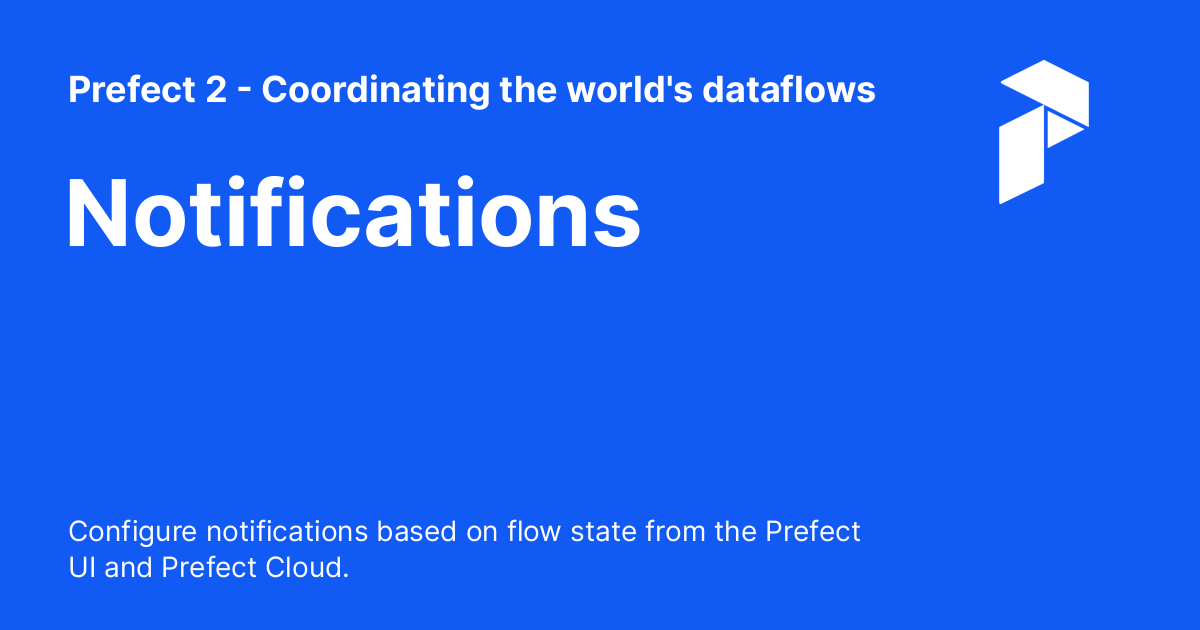 Prefect 2 - Coordinating the world's dataflows
Notifications
Configure notifications based on flow state from the Prefect
UI and Prefect Cloud.